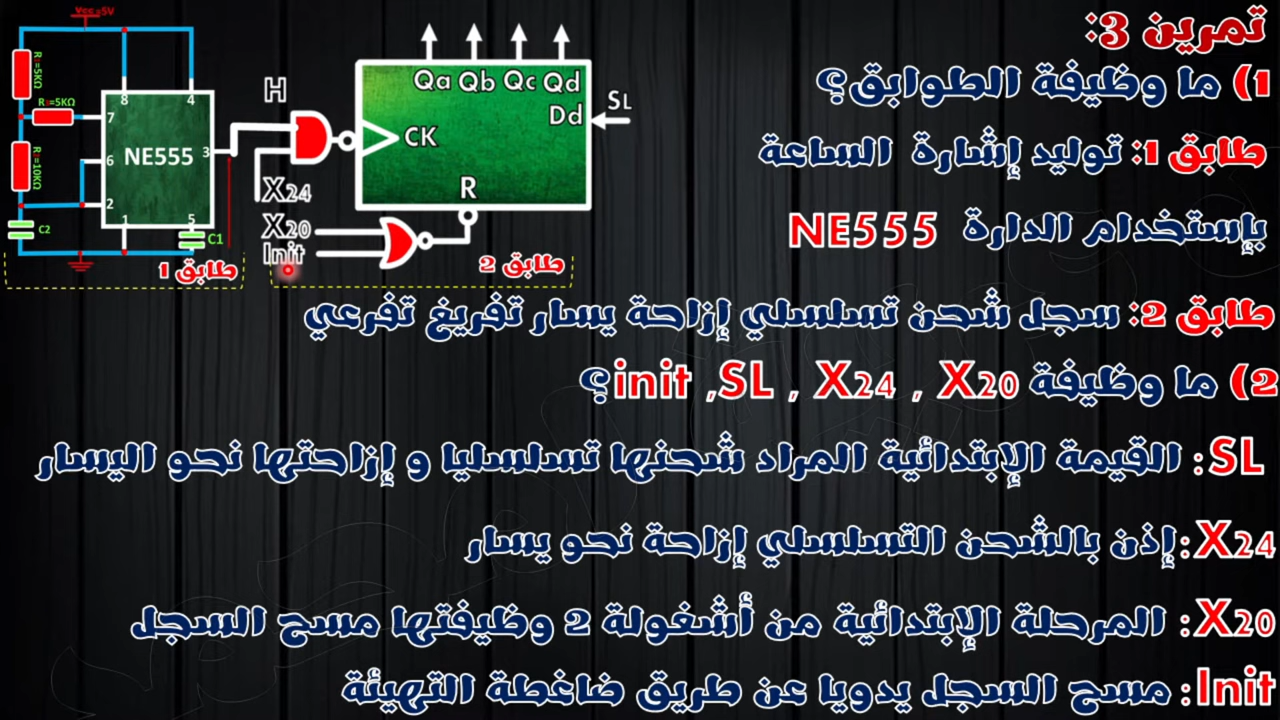 تمرين 3:
1) ما وظيفة الطوابق؟
طابق 1: توليد إشارة الساعة
بإستخدام الدارة NE555
طابق 2: سجل شحن تسلسلي إزاحة يسار تفريغ تفرعي
2) ما وظيفة X20 , X24 , SL, init؟
SL: القيمة الإبتدائية المراد شحنها تسلسليا و إزاحتها نحو اليسار
X24: إذن بالشحن التسلسلي إزاحة نحو يسار
X20: المرحلة الإبتدائية من أشغولة 2 وظيفتها مسح السجل
Init: مسح السجل يدويا عن طريق ضاغطة التهيئة
Vcc=5V
=5KΩ
=5KΩ
=10KΩ
8
4
7
6
2
NE555
3
1
5
C2
C1
طابق 1
H
X24
X20
Init
Qa Qb Qc Qd
Dd
SL
CK
R
طابق 2